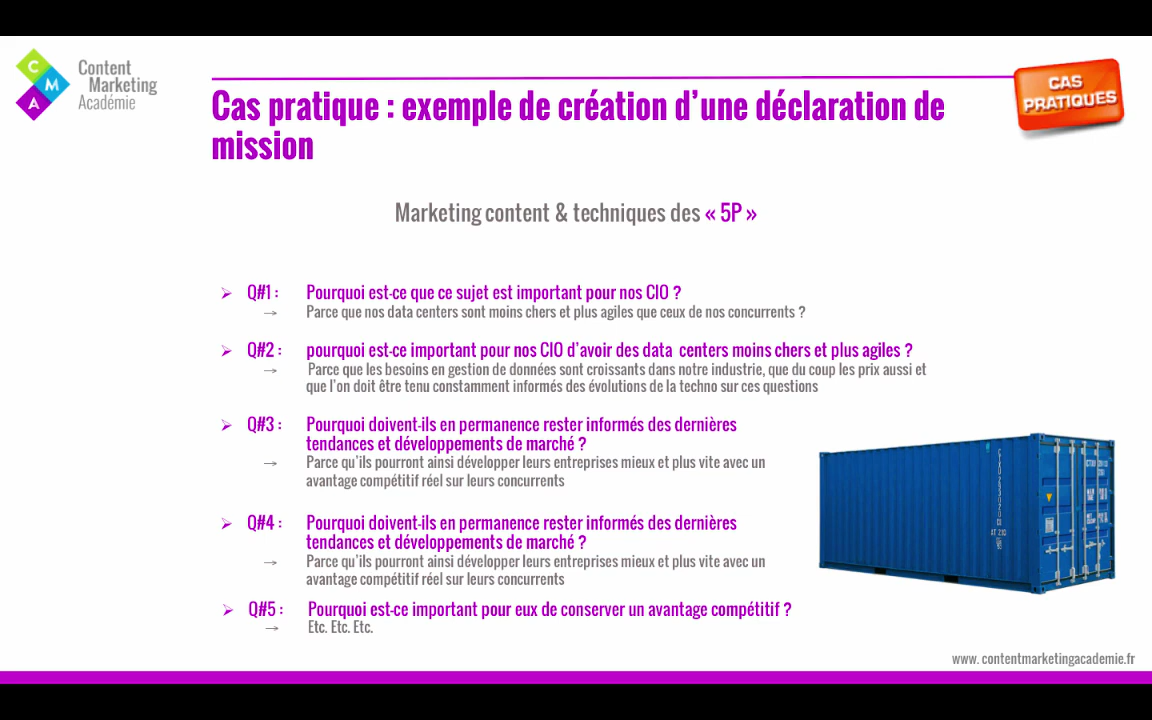 C
M
A
Content
Marketing
Académie
CAS
PRATIQUES
Cas pratique : exemple de création d’une déclaration de
mission
Marketing content & techniques des « 5P »
Q#1 : Pourquoi est-ce que ce sujet est important pour nos CIO ?
→ Parce que nos data centers sont moins chers et plus agiles que ceux de nos concurrents ?
Q#2 : pourquoi est-ce important pour nos CIO d’avoir des data centers moins chers et plus agiles ?
→ Parce que les besoins en gestion de données sont croissants dans notre industrie, que du coup les prix aussi et
que l’on doit être tenu constamment informés des évolutions de la techno sur ces questions
Q#3 : Pourquoi doivent-ils en permanence rester informés des dernières
tendances et développements de marché ?
→ Parce qu’ils pourront ainsi développer leurs entreprises mieux et plus vite avec un
avantage compétitif réel sur leurs concurrents
Q#4 : Pourquoi doivent-ils en permanence rester informés des dernières
tendances et développements de marché ?
→ Parce qu’ils pourront ainsi développer leurs entreprises mieux et plus vite avec un
avantage compétitif réel sur leurs concurrents
Q#5 : Pourquoi est-ce important pour eux de conserver un avantage compétitif ?
→ Etc. Etc. Etc.
www. contentmarketingacademie.fr